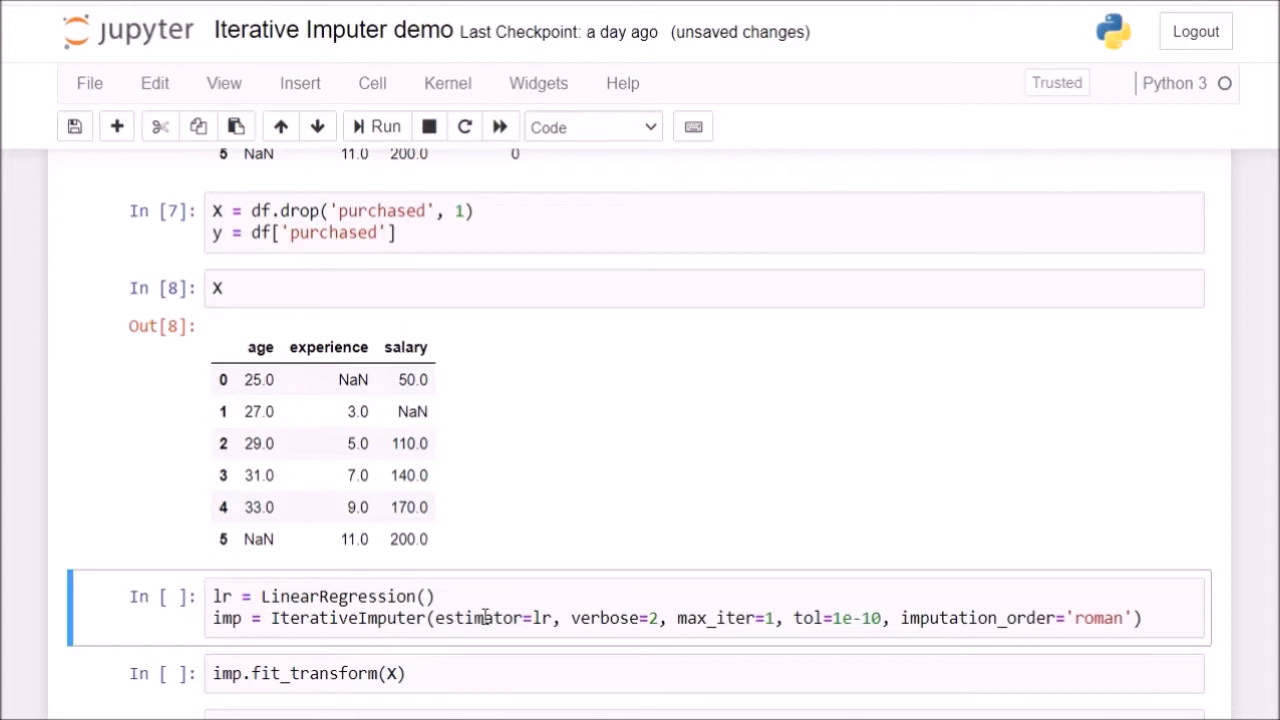 jupyter Iterative Imputer demo Last Checkpoint: a day ago (unsaved changes) Logout
File Edit View Insert Cell Kernel Widgets Help Trusted Python 3
Run Code
5 NaN 11.0 200.0 0
In [7]: X = df.drop('purchased', 1)
y = df['purchased']
In [8]: X
Out[8]:
age experience salary
0 25.0 NaN 50.0
1 27.0 3.0 NaN
2 29.0 5.0 110.0
3 31.0 7.0 140.0
4 33.0 9.0 170.0
5 NaN 11.0 200.0
In [ ]: lr = LinearRegression()
imp = IterativeImputer(estimator=lr, verbose=2, max_iter=1, tol=1e-10, imputation_order='roman')
In [ ]: imp.fit_transform(X)